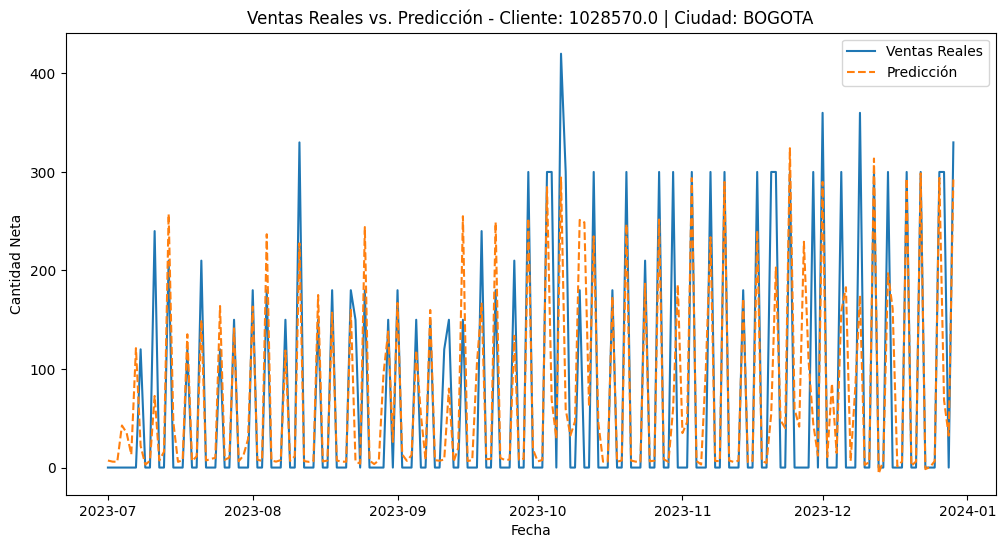 Ventas Reales vs. Predicción - Cliente: 1028570.0 | Ciudad: BOGOTA
Ventas Reales
Predicción
Cantidad Neta
400
300
200
100
0
2023-07
2023-08
2023-09
2023-10
2023-11
2023-12
2024-01
Fecha